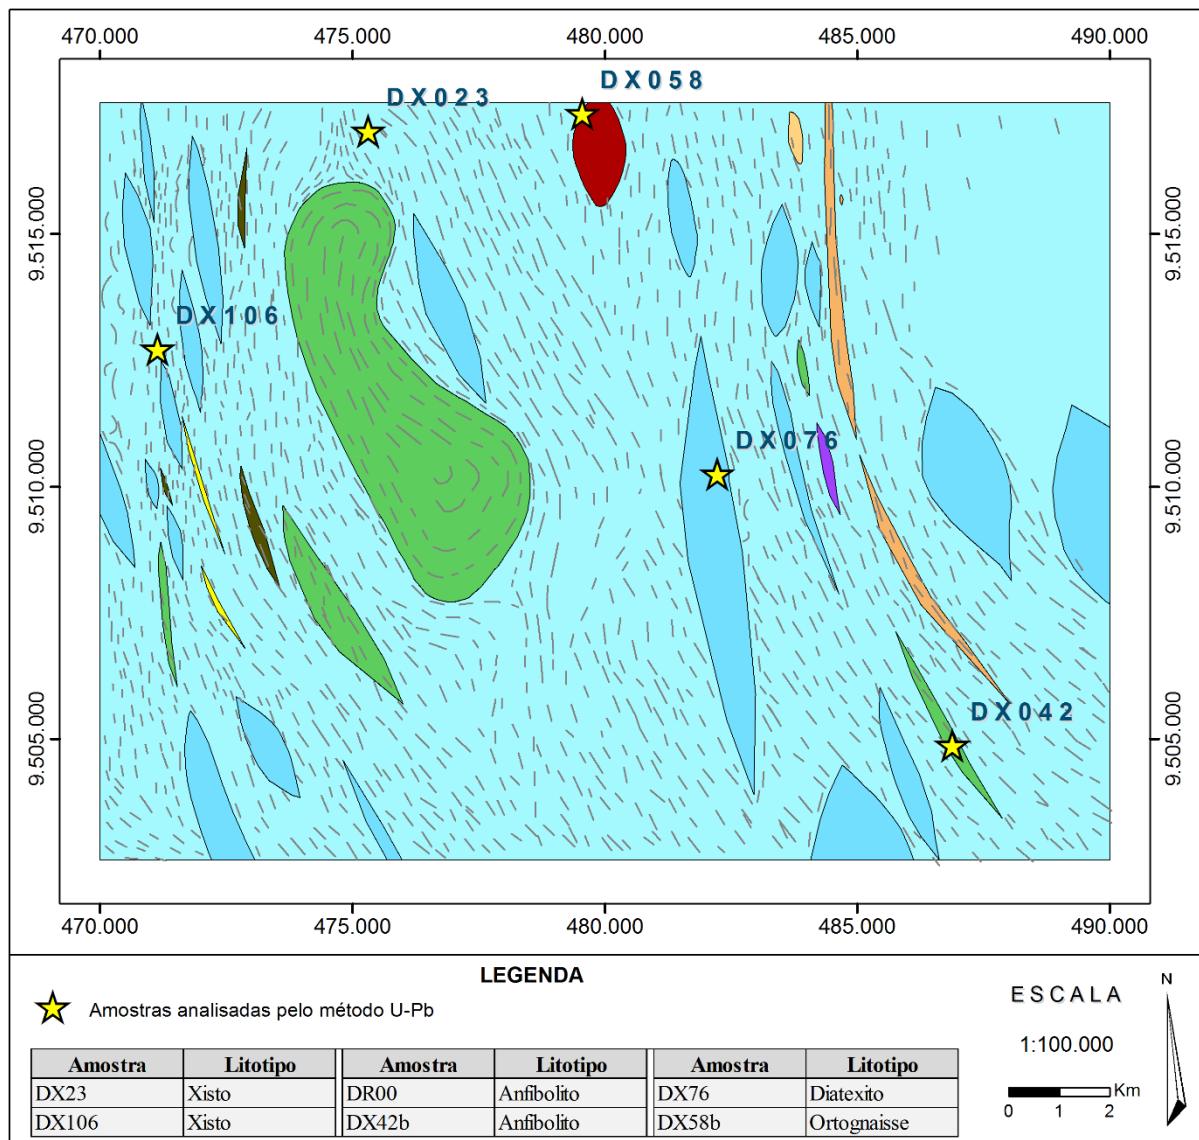 470.000 475.000 480.000 485.000 490.000
DX058
DX023
9.515.000 9.515.000
DX106
DX076
9.510.000 9.510.000
DX042
9.505.000 9.505.000
470.000 475.000 480.000 485.000 490.000
LEGENDA
Amostras analisadas pelo método U-Pb
ESCALA
N
1:100.000
Km
0 1 2
Amostra Litotipo Amostra Litotipo Amostra Litotipo
DX23 Xisto DR00 Anfibolito DX76 Diatexito
DX106 Xisto DX42b Anfibolito DX58b Ortognaisse